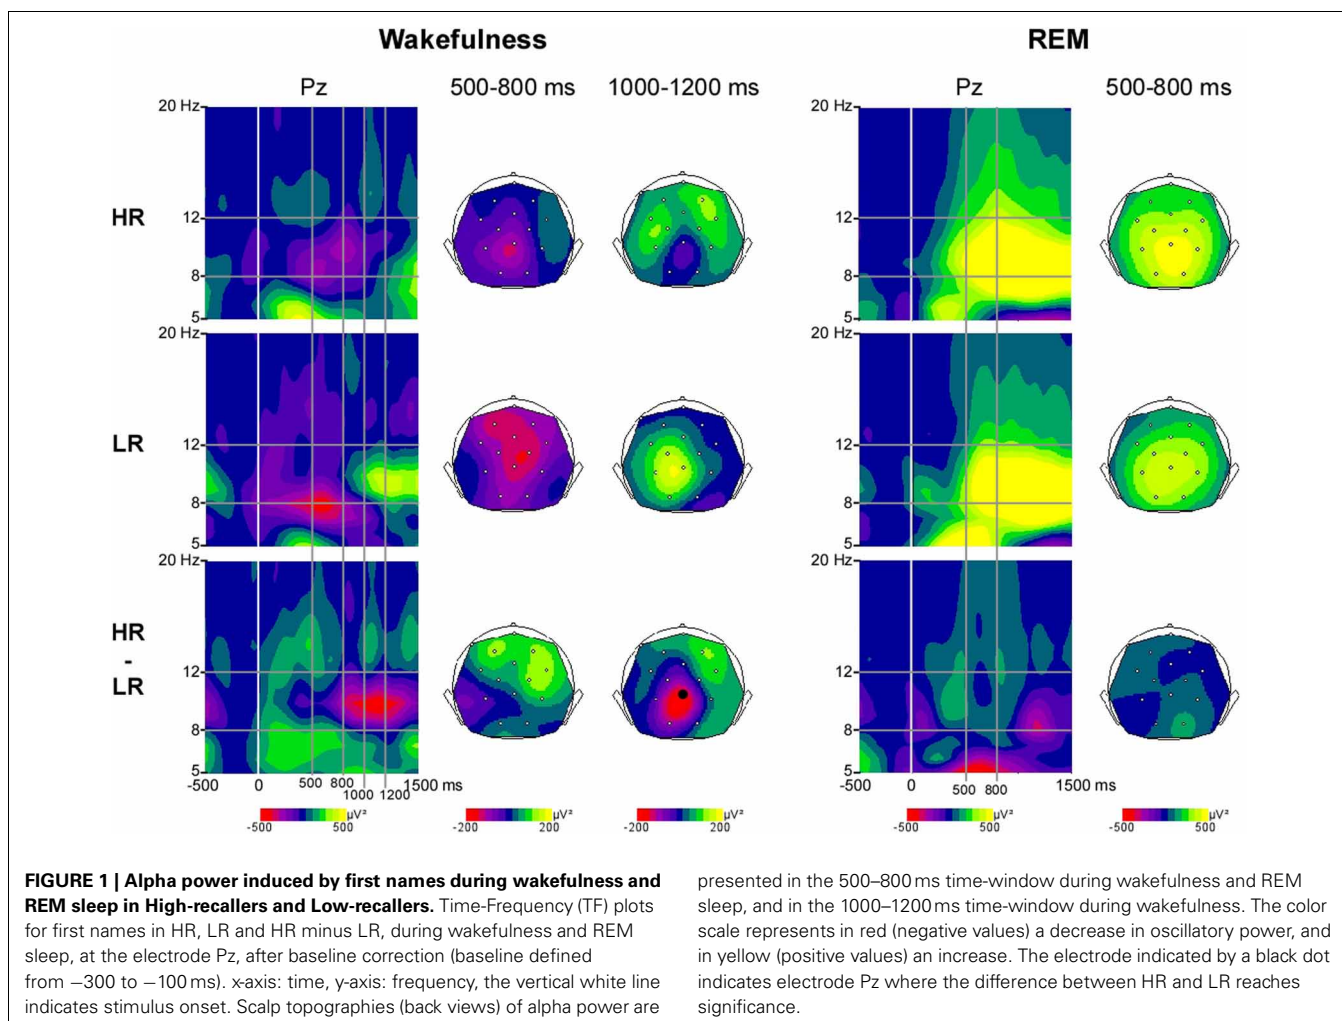 Wakefulness
REM
Pz
500-800 ms
1000-1200 ms
Pz
500-800 ms
HR
20 Hz
12
8
5
20 Hz
12
8
5
LR
20 Hz
12
8
5
20 Hz
12
8
5
HR
-
LR
20 Hz
12
8
5
-500
0
500
800
1000
1200
1500 ms
20 Hz
12
8
5
-500
0
500
800
1500 ms
-500
500
µV²
-200
200
µV²
-200
200
µV²
-500
500
µV²
-500
500
µV²
FIGURE 1 | Alpha power induced by first names during wakefulness and
REM sleep in High-recallers and Low-recallers. Time-Frequency (TF) plots
for first names in HR, LR and HR minus LR, during wakefulness and REM
sleep, at the electrode Pz, after baseline correction (baseline defined
from −300 to −100 ms). x-axis: time, y-axis: frequency, the vertical white line
indicates stimulus onset. Scalp topographies (back views) of alpha power are
presented in the 500–800 ms time-window during wakefulness and REM
sleep, and in the 1000–1200 ms time-window during wakefulness. The color
scale represents in red (negative values) a decrease in oscillatory power, and
in yellow (positive values) an increase. The electrode indicated by a black dot
indicates electrode Pz where the difference between HR and LR reaches
significance.